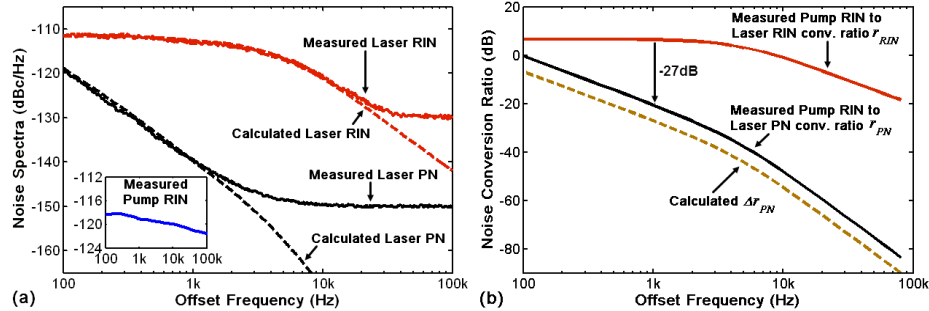 -110
-120
-130
-140
-150
-160
Noise Spectra (dBc/Hz)
Measured Laser RIN
Calculated Laser RIN
Measured Laser PN
Calculated Laser PN
-112
-116
-120
-124
Measured
Pump RIN
100 1k 10k 100k
100 1k 10k 100k
Offset Frequency (Hz)
(a)
20
0
-20
-40
-60
-80
Noise Conversion Ratio (dB)
Measured Pump RIN to
Laser RIN conv. ratio rRIN
-27dB
Measured Pump RIN to
Laser PN conv. ratio rPN
Calculated ΔrPN
100 1k 10k 100k
Offset Frequency (Hz)
(b)